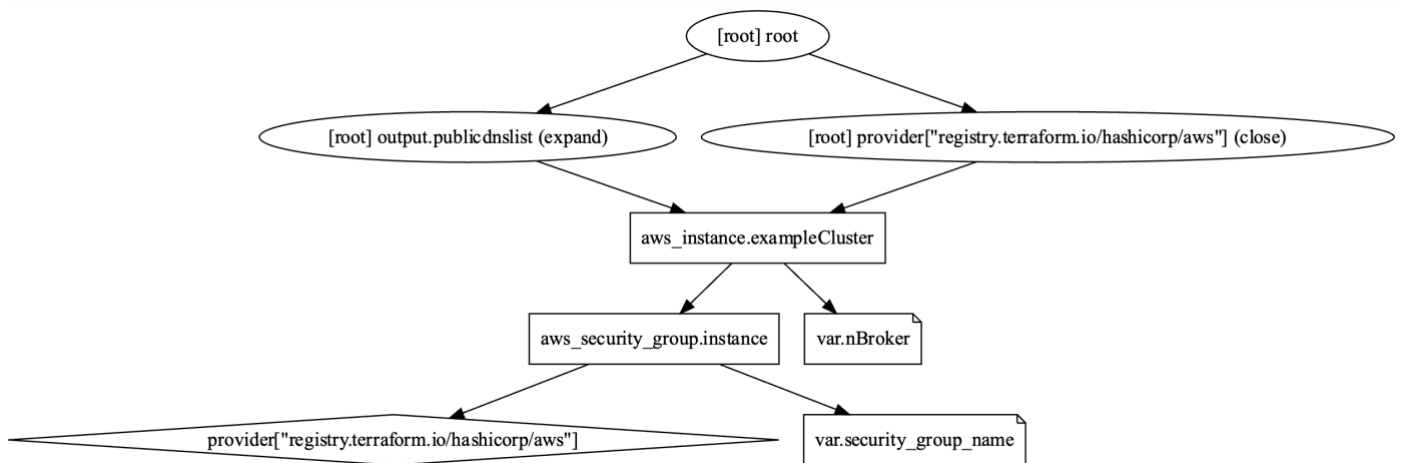 [root] root
[root] output.publicdnslist (expand)
[root] provider["registry.terraform.io/hashicorp/aws"] (close)
aws_instance.exampleCluster
aws_security_group.instance
var.nBroker
provider["registry.terraform.io/hashicorp/aws"]
var.security_group_name